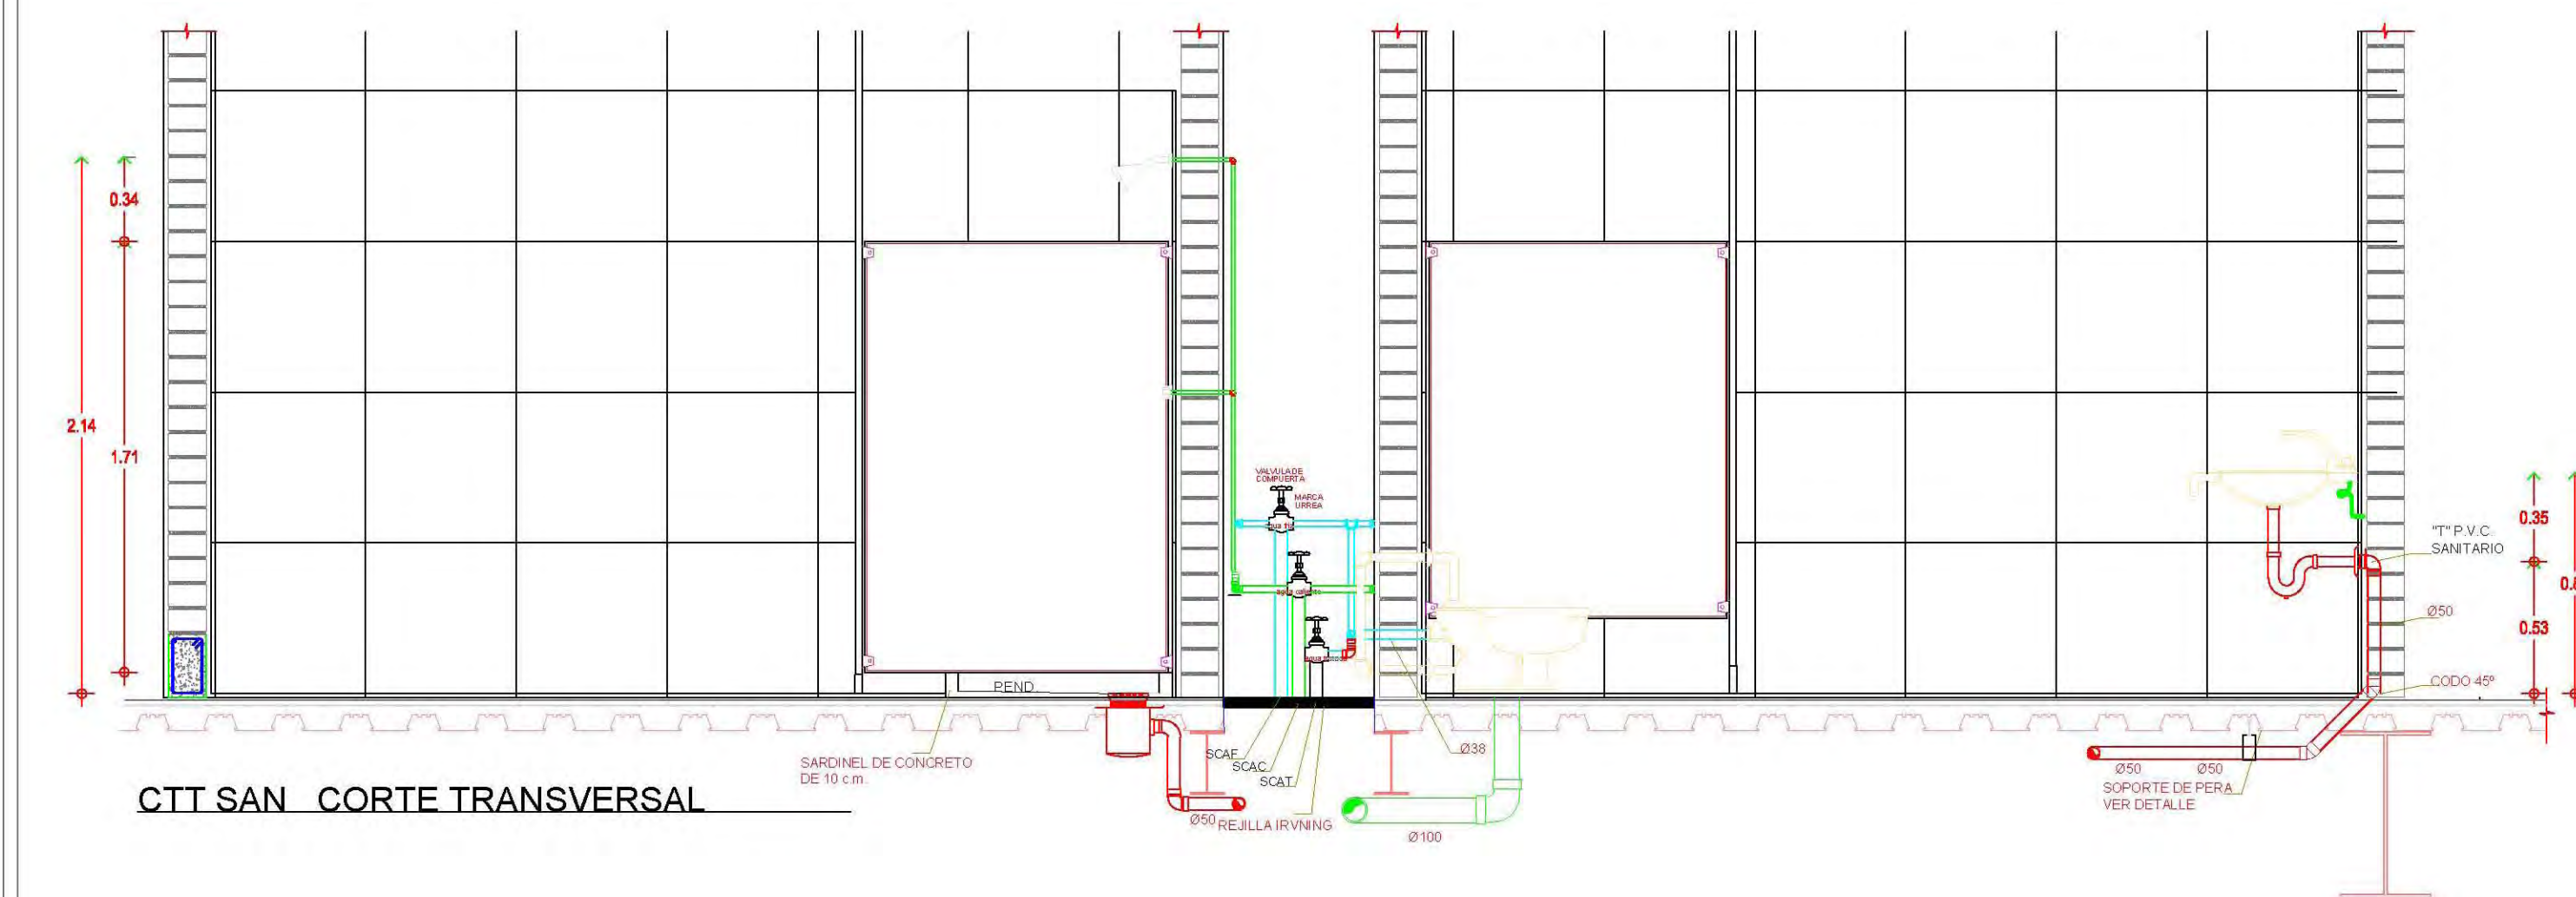 0.34
2.14
1.71
VALVULA DE
COMPUERTA
MARCA
URREA
agua caliente
"T" P.V.C
SANITARIO
0.35
Ø50
0.53
CODO 45º
PEND.
SARDINEL DE CONCRETO
DE 10 c.m.
SCAF
SCAC
SCAT
Ø38
Ø50
REJILLA IRVNING
Ø100
Ø50
Ø50
SOPORTE DE PERA
VER DETALLE
CTT SAN CORTE TRANSVERSAL